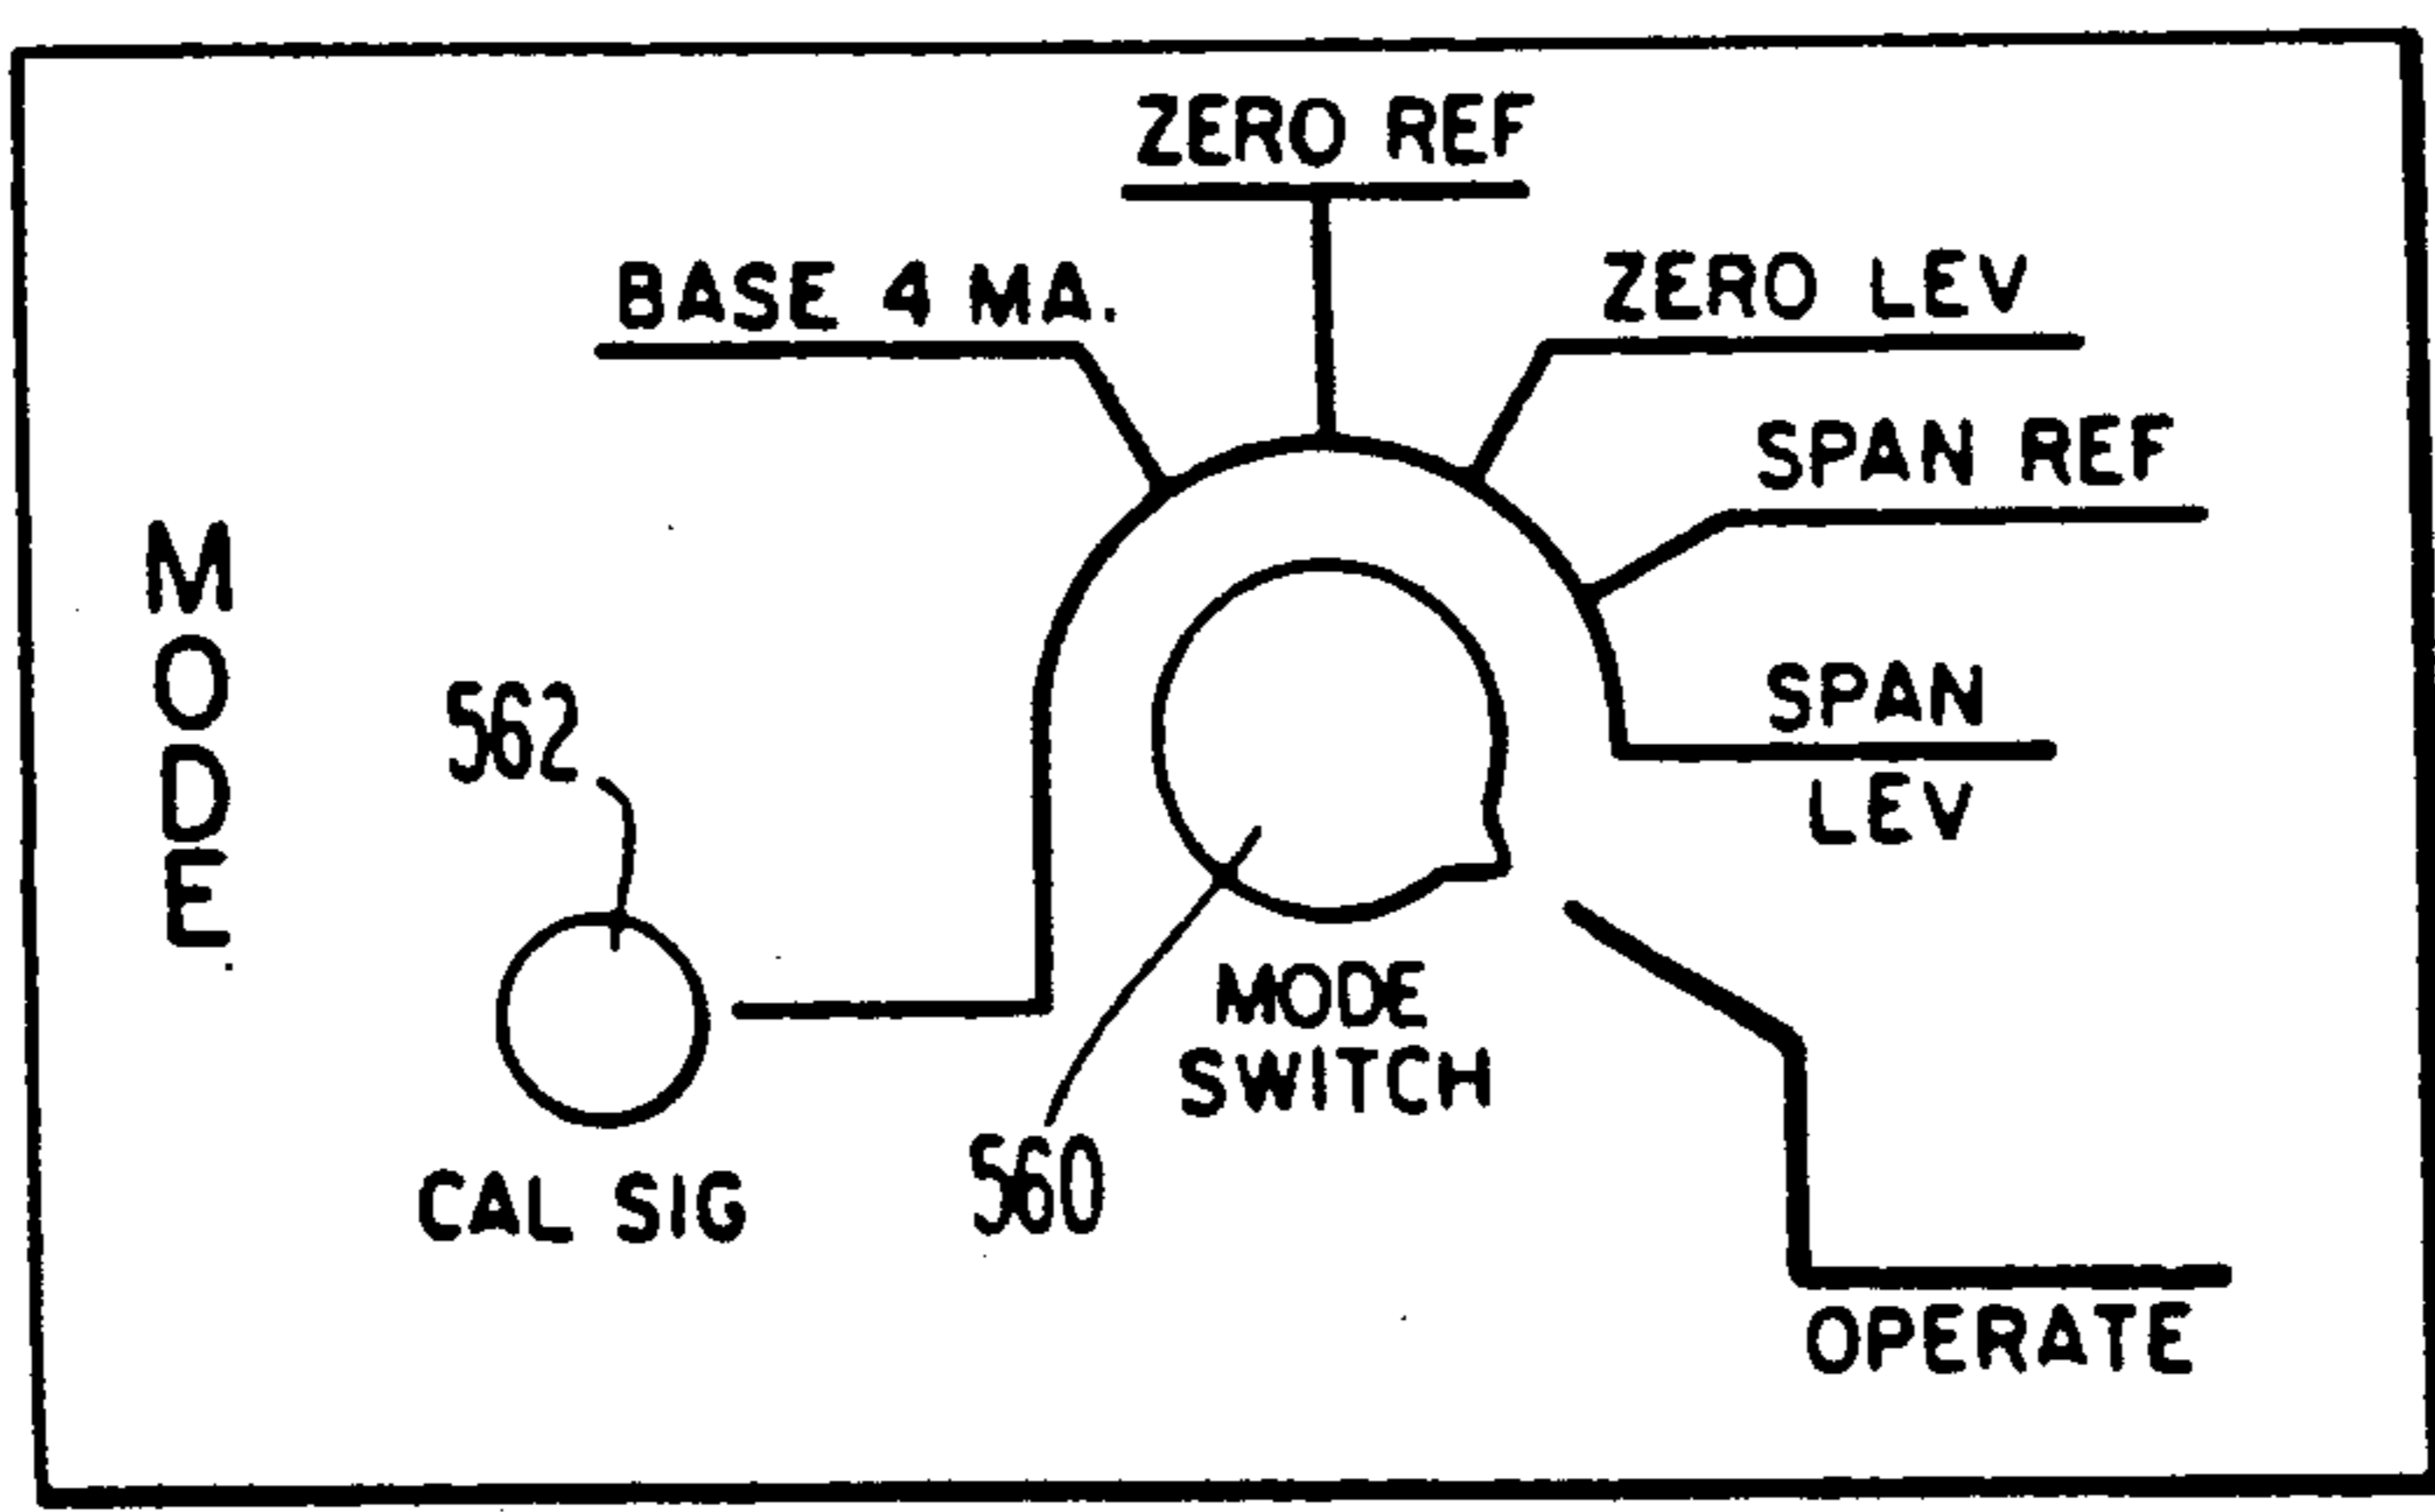 ZERO REF
BASE 4 MA.
ZERO LEV
SPAN REF
MODE
562
SPAN
LEV
MODE
SWITCH
560
CAL SIG
OPERATE